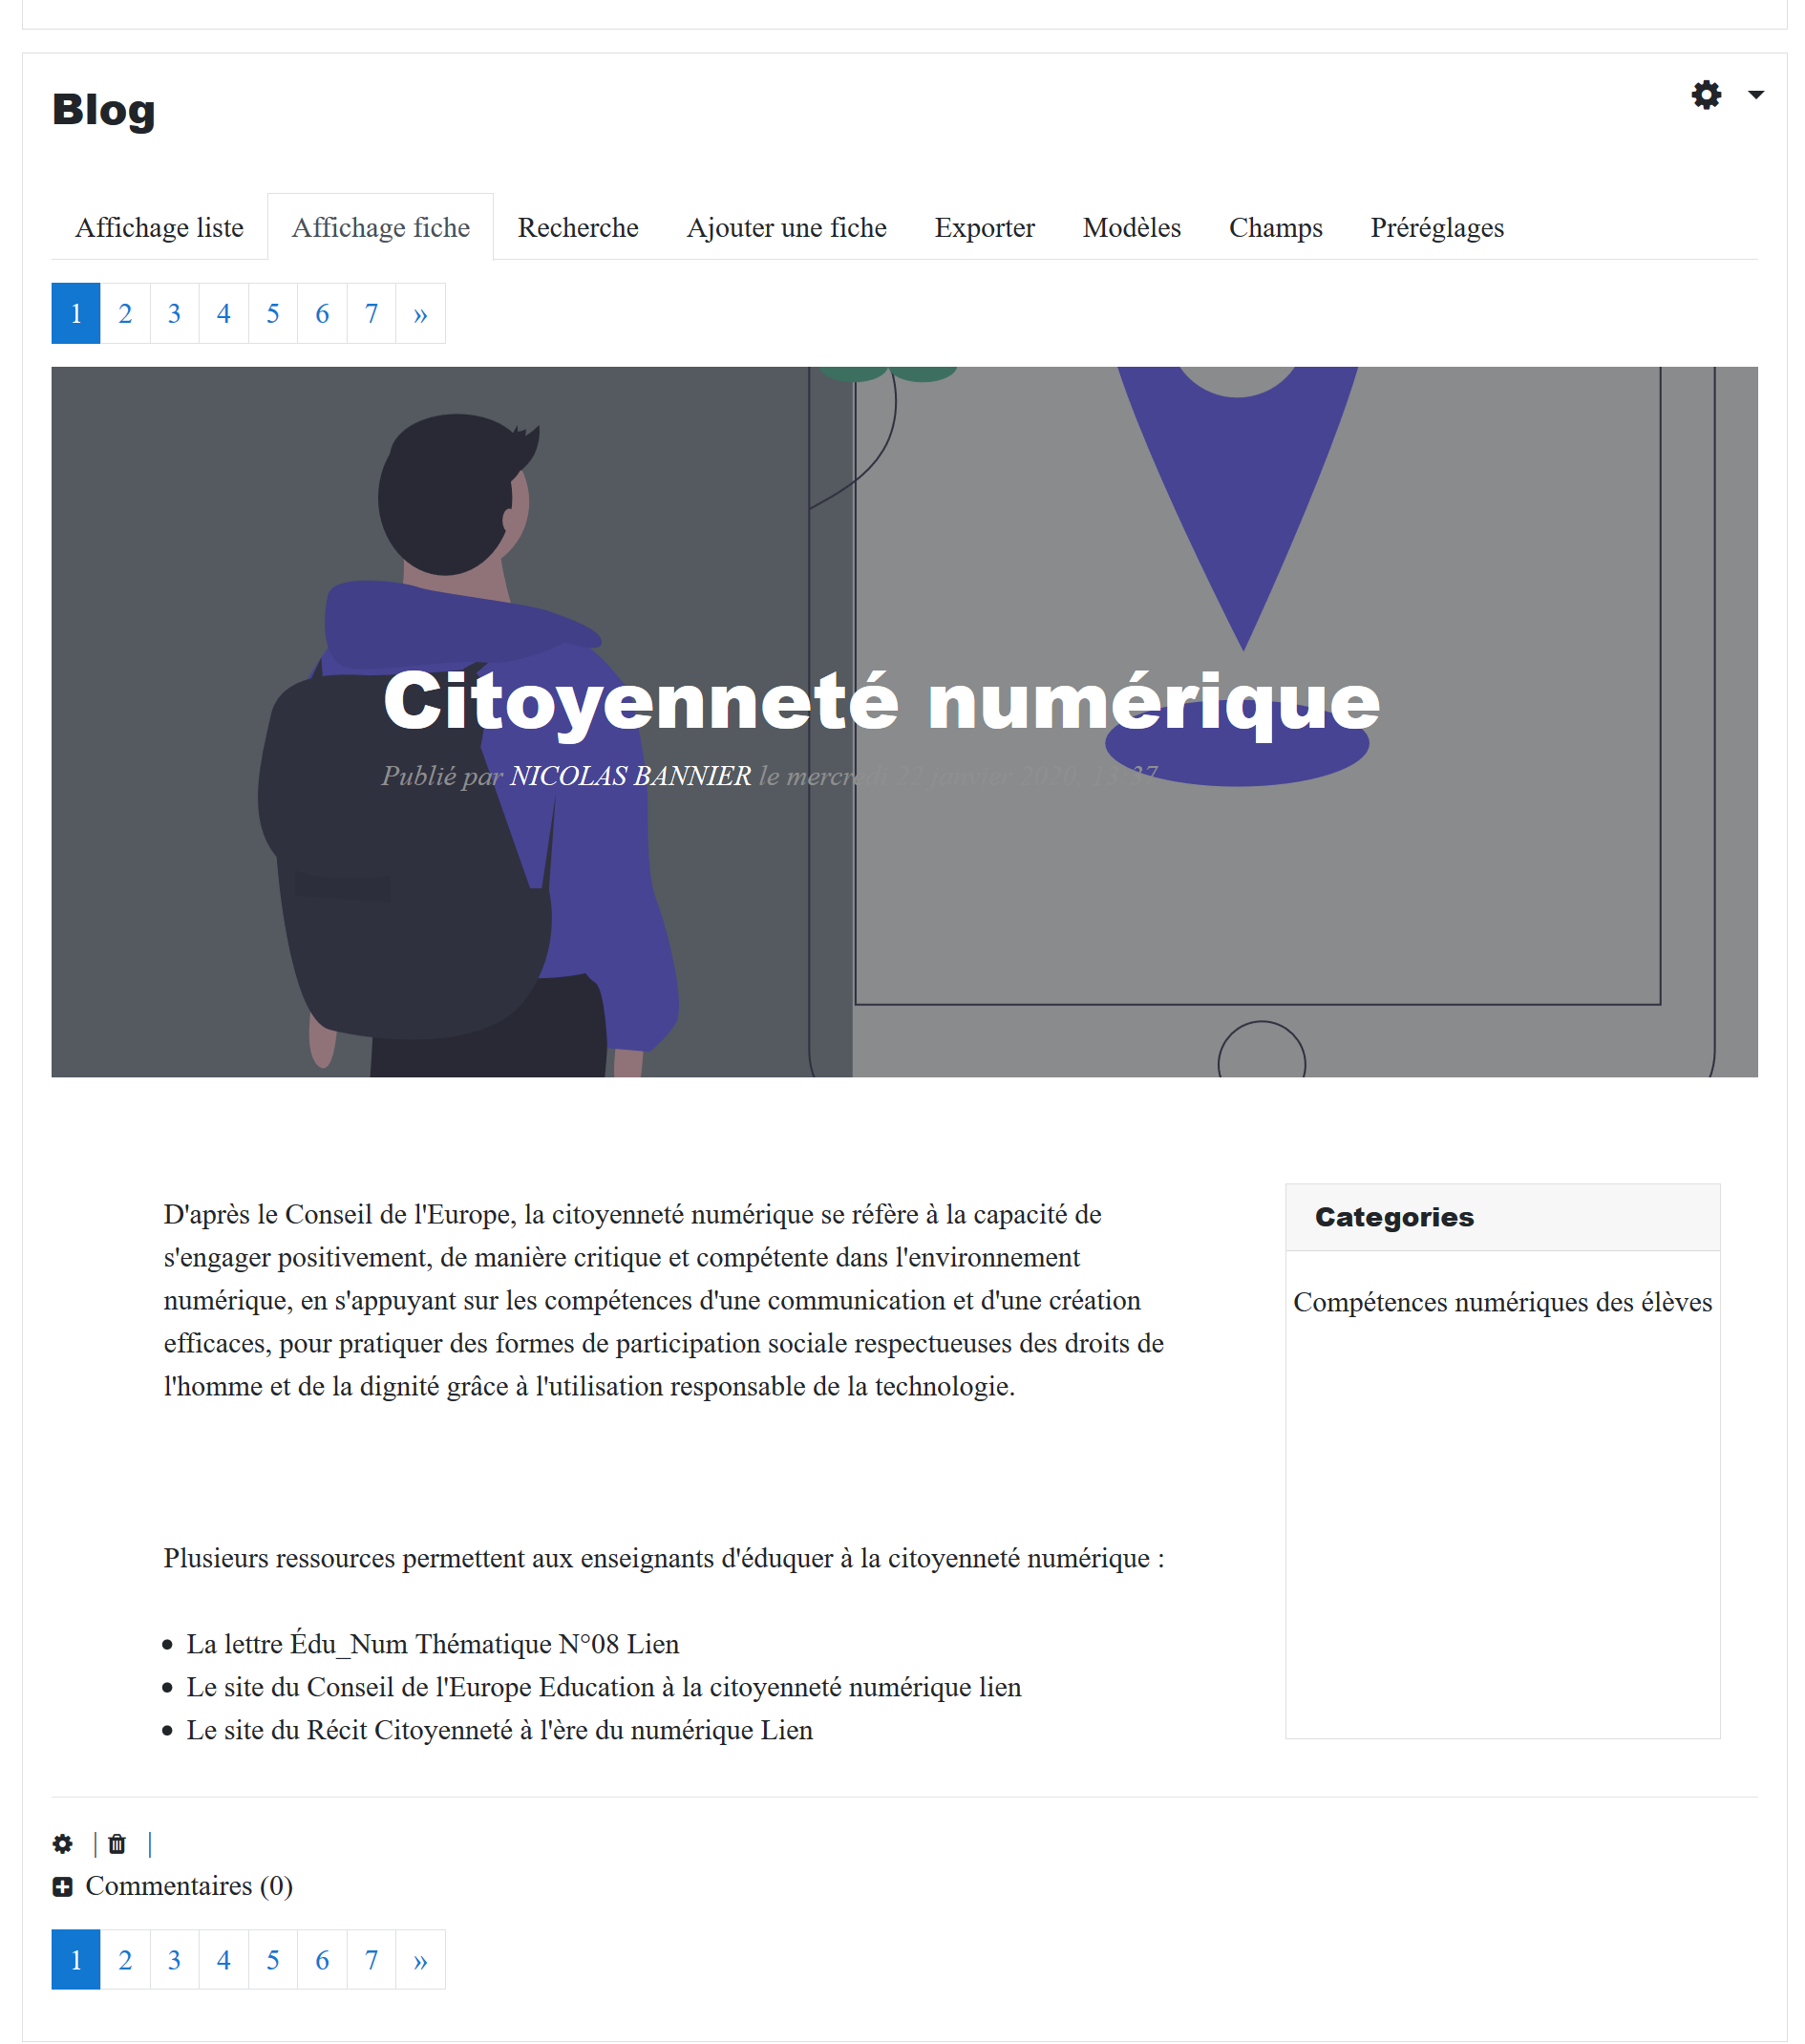 Blog
Affichage liste Affichage fiche Recherche Ajouter une fiche Exporter Modèles Champs Préréglages
1 2 3 4 5 6 7 »
Citoyenneté numérique
Publié par NICOLAS BANNIER le mercredi 22 janvier 2020,
D'après le Conseil de l'Europe, la citoyenneté numérique se réfère à la capacité de
s'engager positivement, de manière critique et compétente dans l'environnement
numérique, en s'appuyant sur les compétences d'une communication et d'une création
efficaces, pour pratiquer des formes de participation sociale respectueuses des droits de
l'homme et de la dignité grâce à l'utilisation responsable de la technologie.
Plusieurs ressources permettent aux enseignants d'éduquer à la citoyenneté numérique :
La lettre Édu_Num Thématique N°08 Lien
Le site du Conseil de l'Europe Education à la citoyenneté numérique lien
Le site du Récit Citoyenneté à l'ère du numérique Lien
Categories
Compétences numériques des élèves
Commentaires (0)
1 2 3 4 5 6 7 »